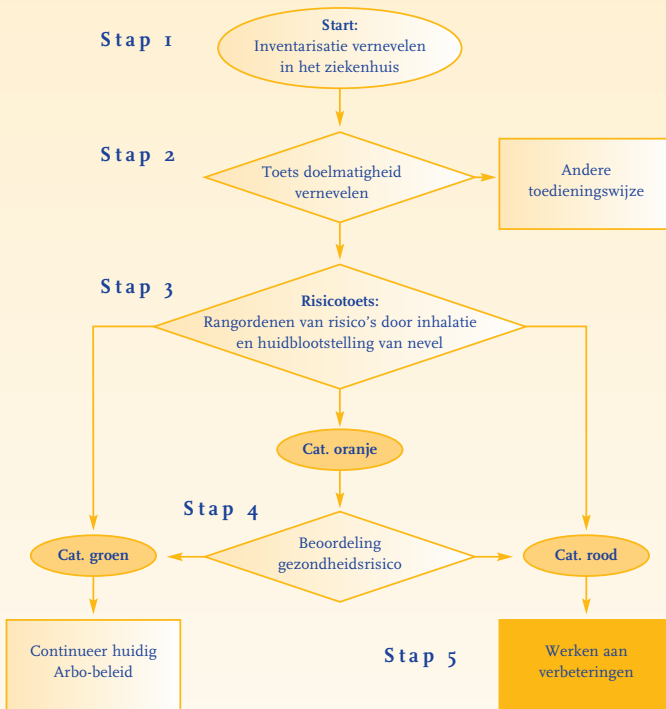 Stap 1
Start:
Inventarisatie vernevelen
in het ziekenhuis
Stap 2
Toets doelmatigheid
vernevelen
Andere
toedieningswijze
Stap 3
Risicotoets:
Rangordenen van risico's door inhalatie
en huidblootstelling van nevel
Cat. oranje
Stap 4
Cat. groen
Beoordeling
gezondheidsrisico
Cat. rood
Continueer huidig
Arbo-beleid
Stap 5
Werken aan
verbeteringen